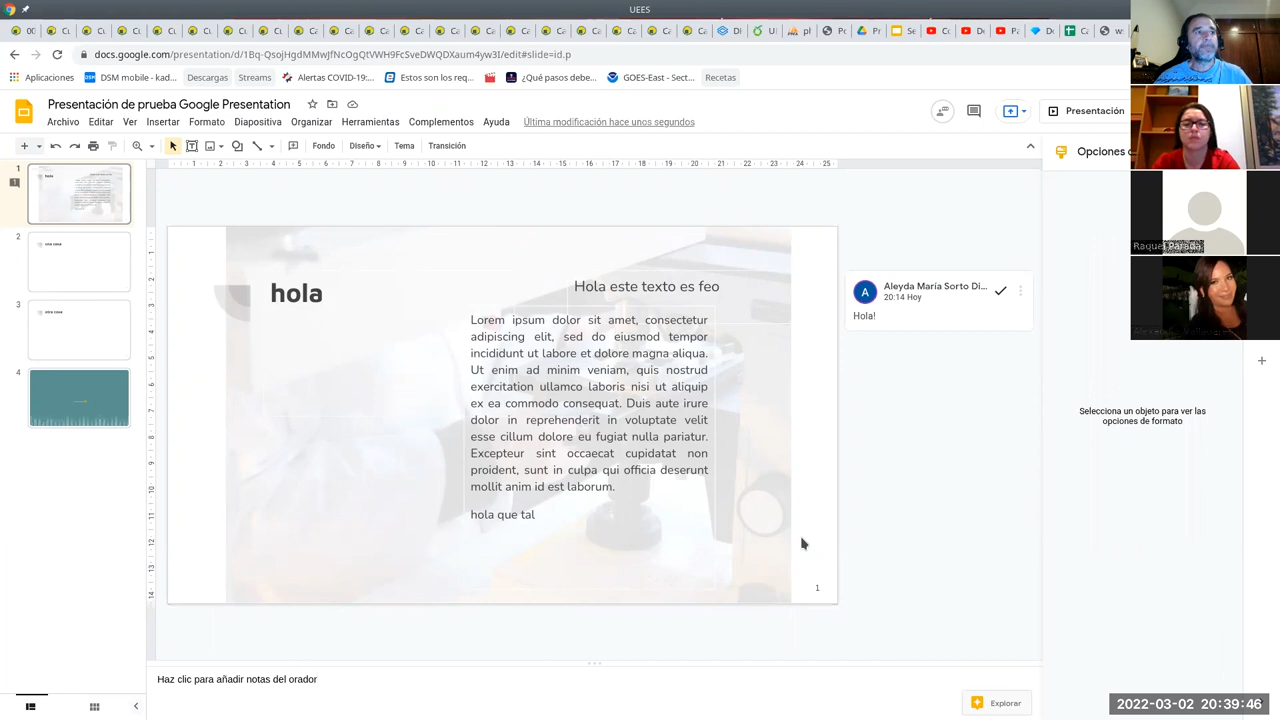 UEES
docs.google.com/presentation/d/1Bq-QsojHgdMMwJfNcOgQtVWH9FcSveDWQDXaum4yw3I/edit#slide=id.p
Aplicaciones DSM mobile - kad... Descargas Streams Alertas COVID-19:... Estos son los req... ¿Qué pasos debe... GOES-East - Sect... Recetas
Presentación de prueba Google Presentation
Presentación
Archivo Editar Ver Insertar Formato Diapositiva Or Herramientas Complementos Ayuda Última modificación hace unos segundos
Fondo Diseño Tema Transición
Opciones
1
2
3
4
hola
Hola este texto es feo
Lorem ipsum dolor sit amet, consectetur
adipiscing elit, sed do eiusmod tempor
incididunt ut labore et dolore magna aliqua.
Ut enim ad minim veniam, quis nostrud
exercitation ullamco laboris nisi ut aliquip
ex ea commodo consequat. Duis aute irure
dolor in reprehenderit in voluptate velit
esse cillum dolore eu fugiat nulla pariatur.
Excepteur sint occaecat cupidatat non
proident, sunt in culpa qui officia deserunt
mollit anim id est laborum.
hola que tal
1
Aleyda María Sorto Di...
20:14 Hoy
Hola!
Raquel Parada
Selecciona un objeto para ver las
opciones de formato
Haz clic para añadir notas del orador
Explorar
2022-03-02 20:39:46